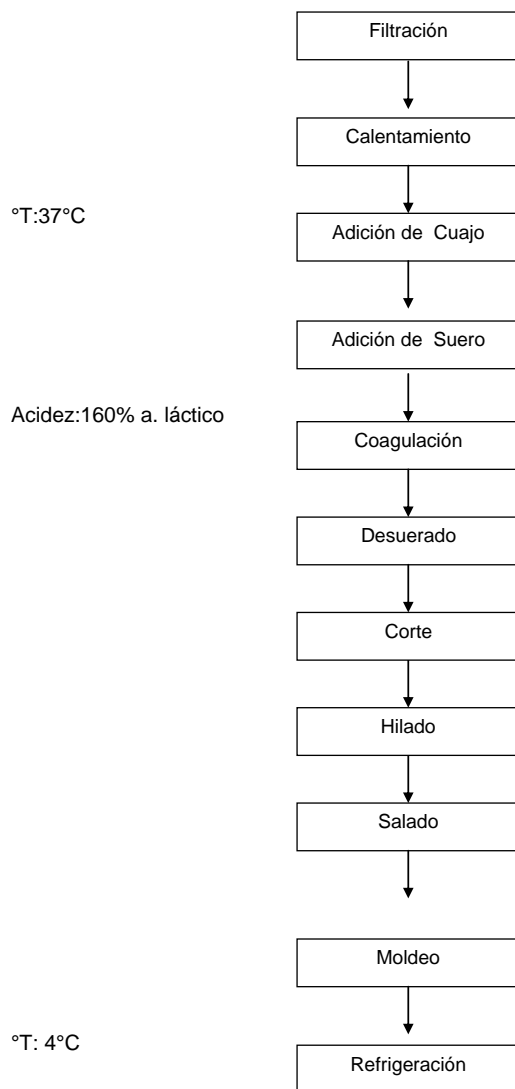 Filtración
Calentamiento
°T:37°C
Adición de Cuajo
Adición de Suero
Acidez:160% a. láctico
Coagulación
Desuerado
Corte
Hilado
Salado
Moldeo
°T: 4°C
Refrigeración